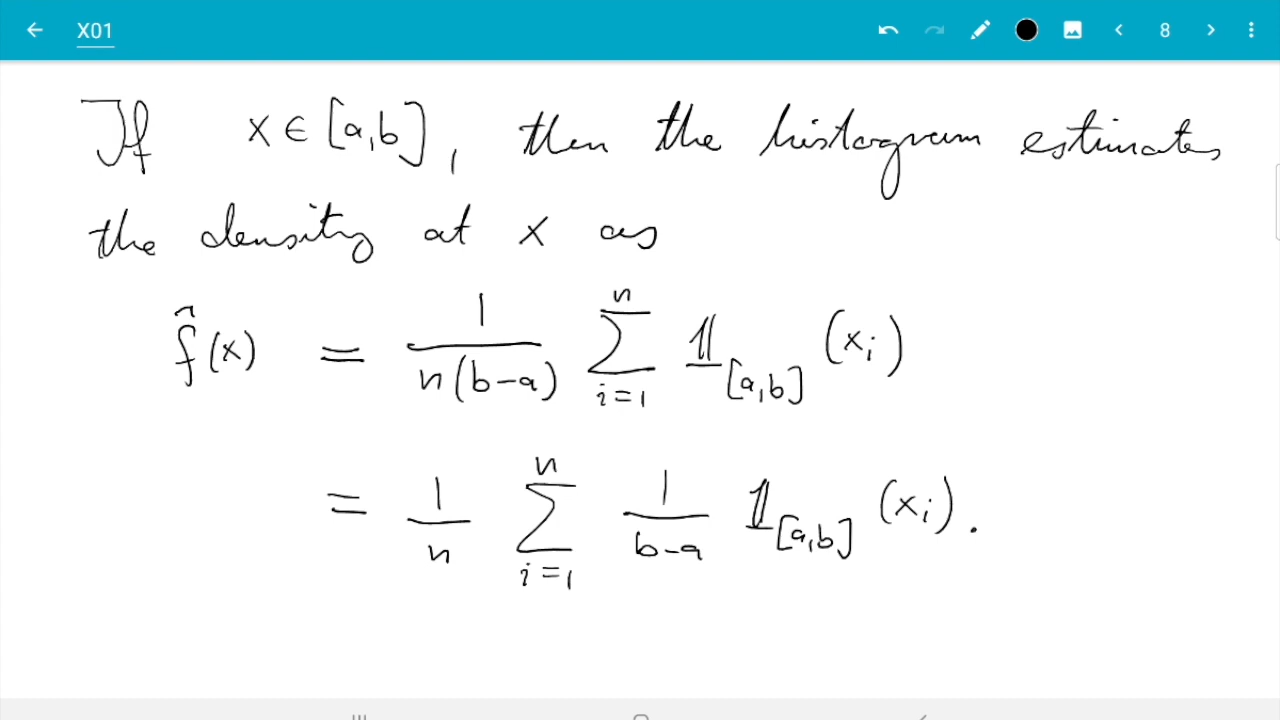 X01
8
If x ∈ [a,b], then the histogram estimates
the density at x as
f̂(x) = 1/(n(b-a)) ∑_{i=1}^{n} 𝟙_{[a,b]}(x_i)
= 1/n ∑_{i=1}^{n} 1/(b-a) 𝟙_{[a,b]}(x_i).